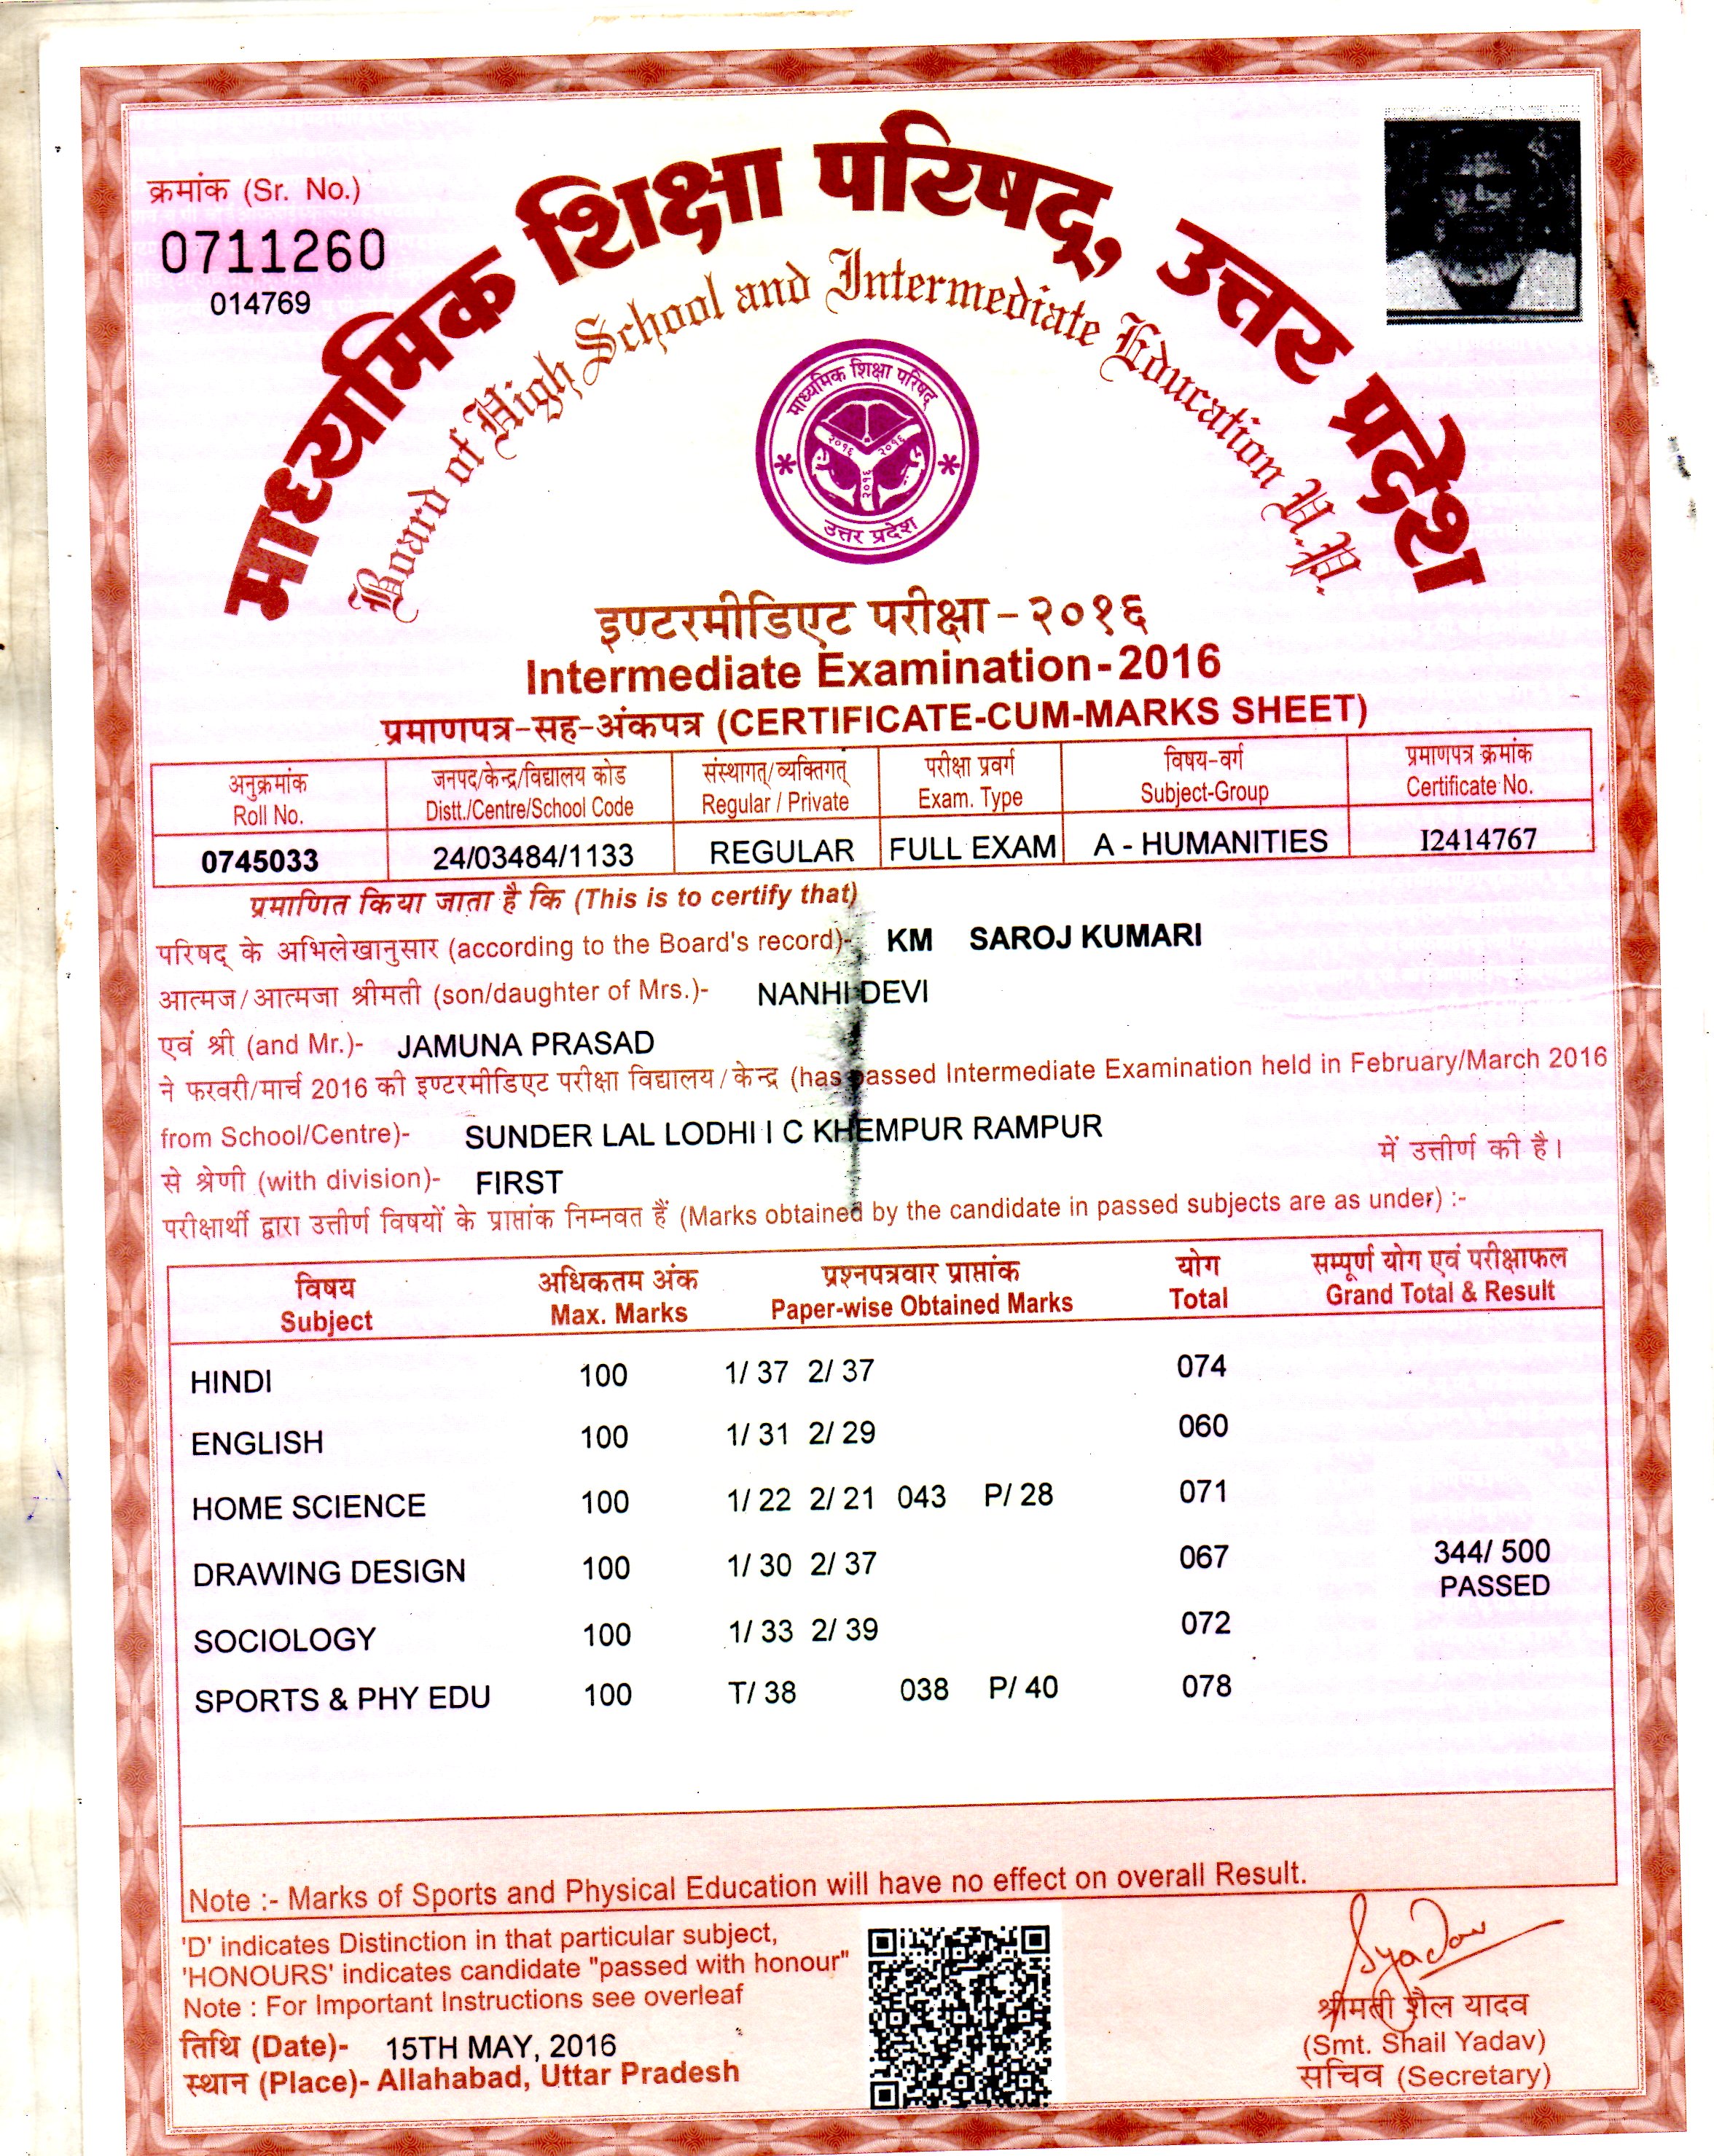 क्रमांक (Sr. No.)
0711260
014769
माध्यमिक शिक्षा परिषद्, उत्तर प्रदेश
Board of High School and Intermediate Education U.P.
माध्यमिक शिक्षा परिषद्
२०१६ २०१६
२०१६
उत्तर प्रदेश
इण्टरमीडिएट परीक्षा - २०१६
Intermediate Examination - 2016
प्रमाणपत्र-सह-अंकपत्र (CERTIFICATE-CUM-MARKS SHEET)
अनुक्रमांक जनपद/केन्द्र/विद्यालय कोड संस्थागत्/व्यक्तिगत् परीक्षा प्रवर्ग विषय-वर्ग प्रमाणपत्र क्रमांक
Roll No. Distt./Centre/School Code Regular / Private Exam. Type Subject-Group Certificate No.
0745033 24/03484/1133 REGULAR FULL EXAM A - HUMANITIES I2414767
प्रमाणित किया जाता है कि (This is to certify that)
परिषद् के अभिलेखानुसार (according to the Board's record)- KM SAROJ KUMARI
आत्मज/आत्मजा श्रीमती (son/daughter of Mrs.)- NANHI DEVI
एवं श्री (and Mr.)- JAMUNA PRASAD
ने फरवरी/मार्च 2016 की इण्टरमीडिएट परीक्षा विद्यालय/केन्द्र (has passed Intermediate Examination held in February/March 2016
from School/Centre)- SUNDER LAL LODHI I C KHEMPUR RAMPUR में उत्तीर्ण की है।
से श्रेणी (with division)- FIRST
परीक्षार्थी द्वारा उत्तीर्ण विषयों के प्राप्तांक निम्नवत हैं (Marks obtained by the candidate in passed subjects are as under) :-
विषय अधिकतम अंक प्रश्नपत्रवार प्राप्तांक योग सम्पूर्ण योग एवं परीक्षाफल
Subject Max. Marks Paper-wise Obtained Marks Total Grand Total & Result
HINDI 100 1/ 37 2/ 37 074
ENGLISH 100 1/ 31 2/ 29 060
HOME SCIENCE 100 1/ 22 2/ 21 043 P/ 28 071
DRAWING DESIGN 100 1/ 30 2/ 37 067 344/ 500
PASSED
SOCIOLOGY 100 1/ 33 2/ 39 072
SPORTS & PHY EDU 100 T/ 38 038 P/ 40 078
Note :- Marks of Sports and Physical Education will have no effect on overall Result.
'D' indicates Distinction in that particular subject,
'HONOURS' indicates candidate "passed with honour"
Note : For Important Instructions see overleaf
तिथि (Date)- 15TH MAY, 2016
स्थान (Place)- Allahabad, Uttar Pradesh
Syadav
श्रीमती शैल यादव
(Smt. Shail Yadav)
सचिव (Secretary)